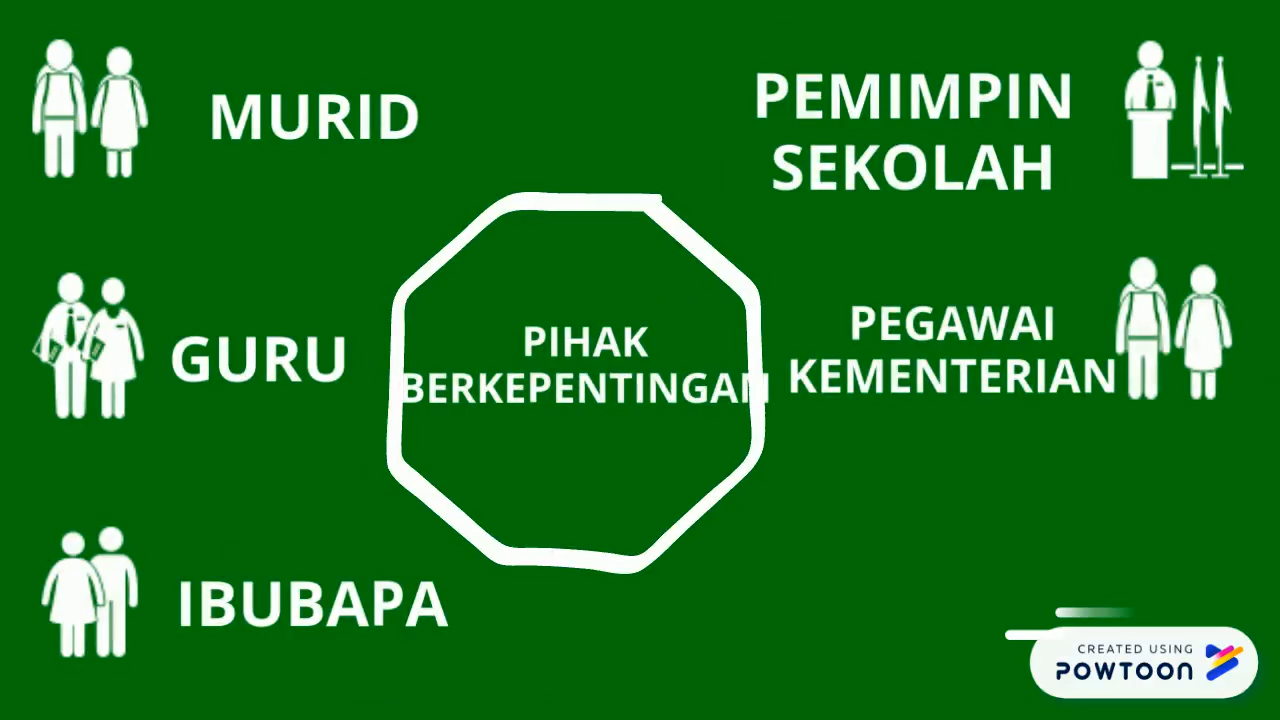 MURID
PEMIMPIN
SEKOLAH
PIHAK
BERKEPENTINGAN
GURU
PEGAWAI
KEMENTERIAN
IBUBAPA
CREATED USING
POWTOON